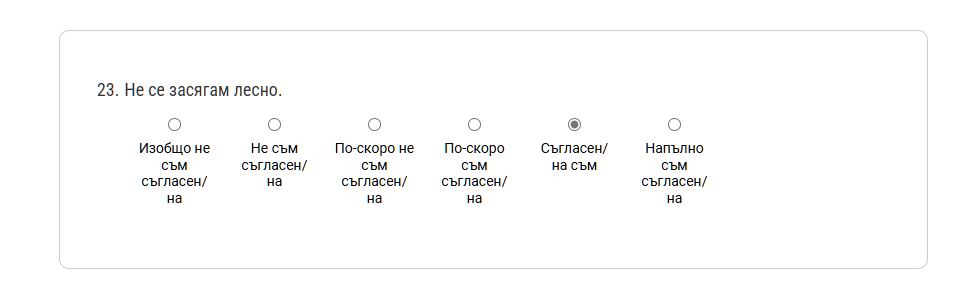 23. Не се засягам лесно.
Изобщо не Не съм По-скоро не По-скоро Съгласен/ Напълно
съм съгласен/ съм съм на съм съм
съгласен/ на съгласен/ съгласен/ съгласен/
на на на на